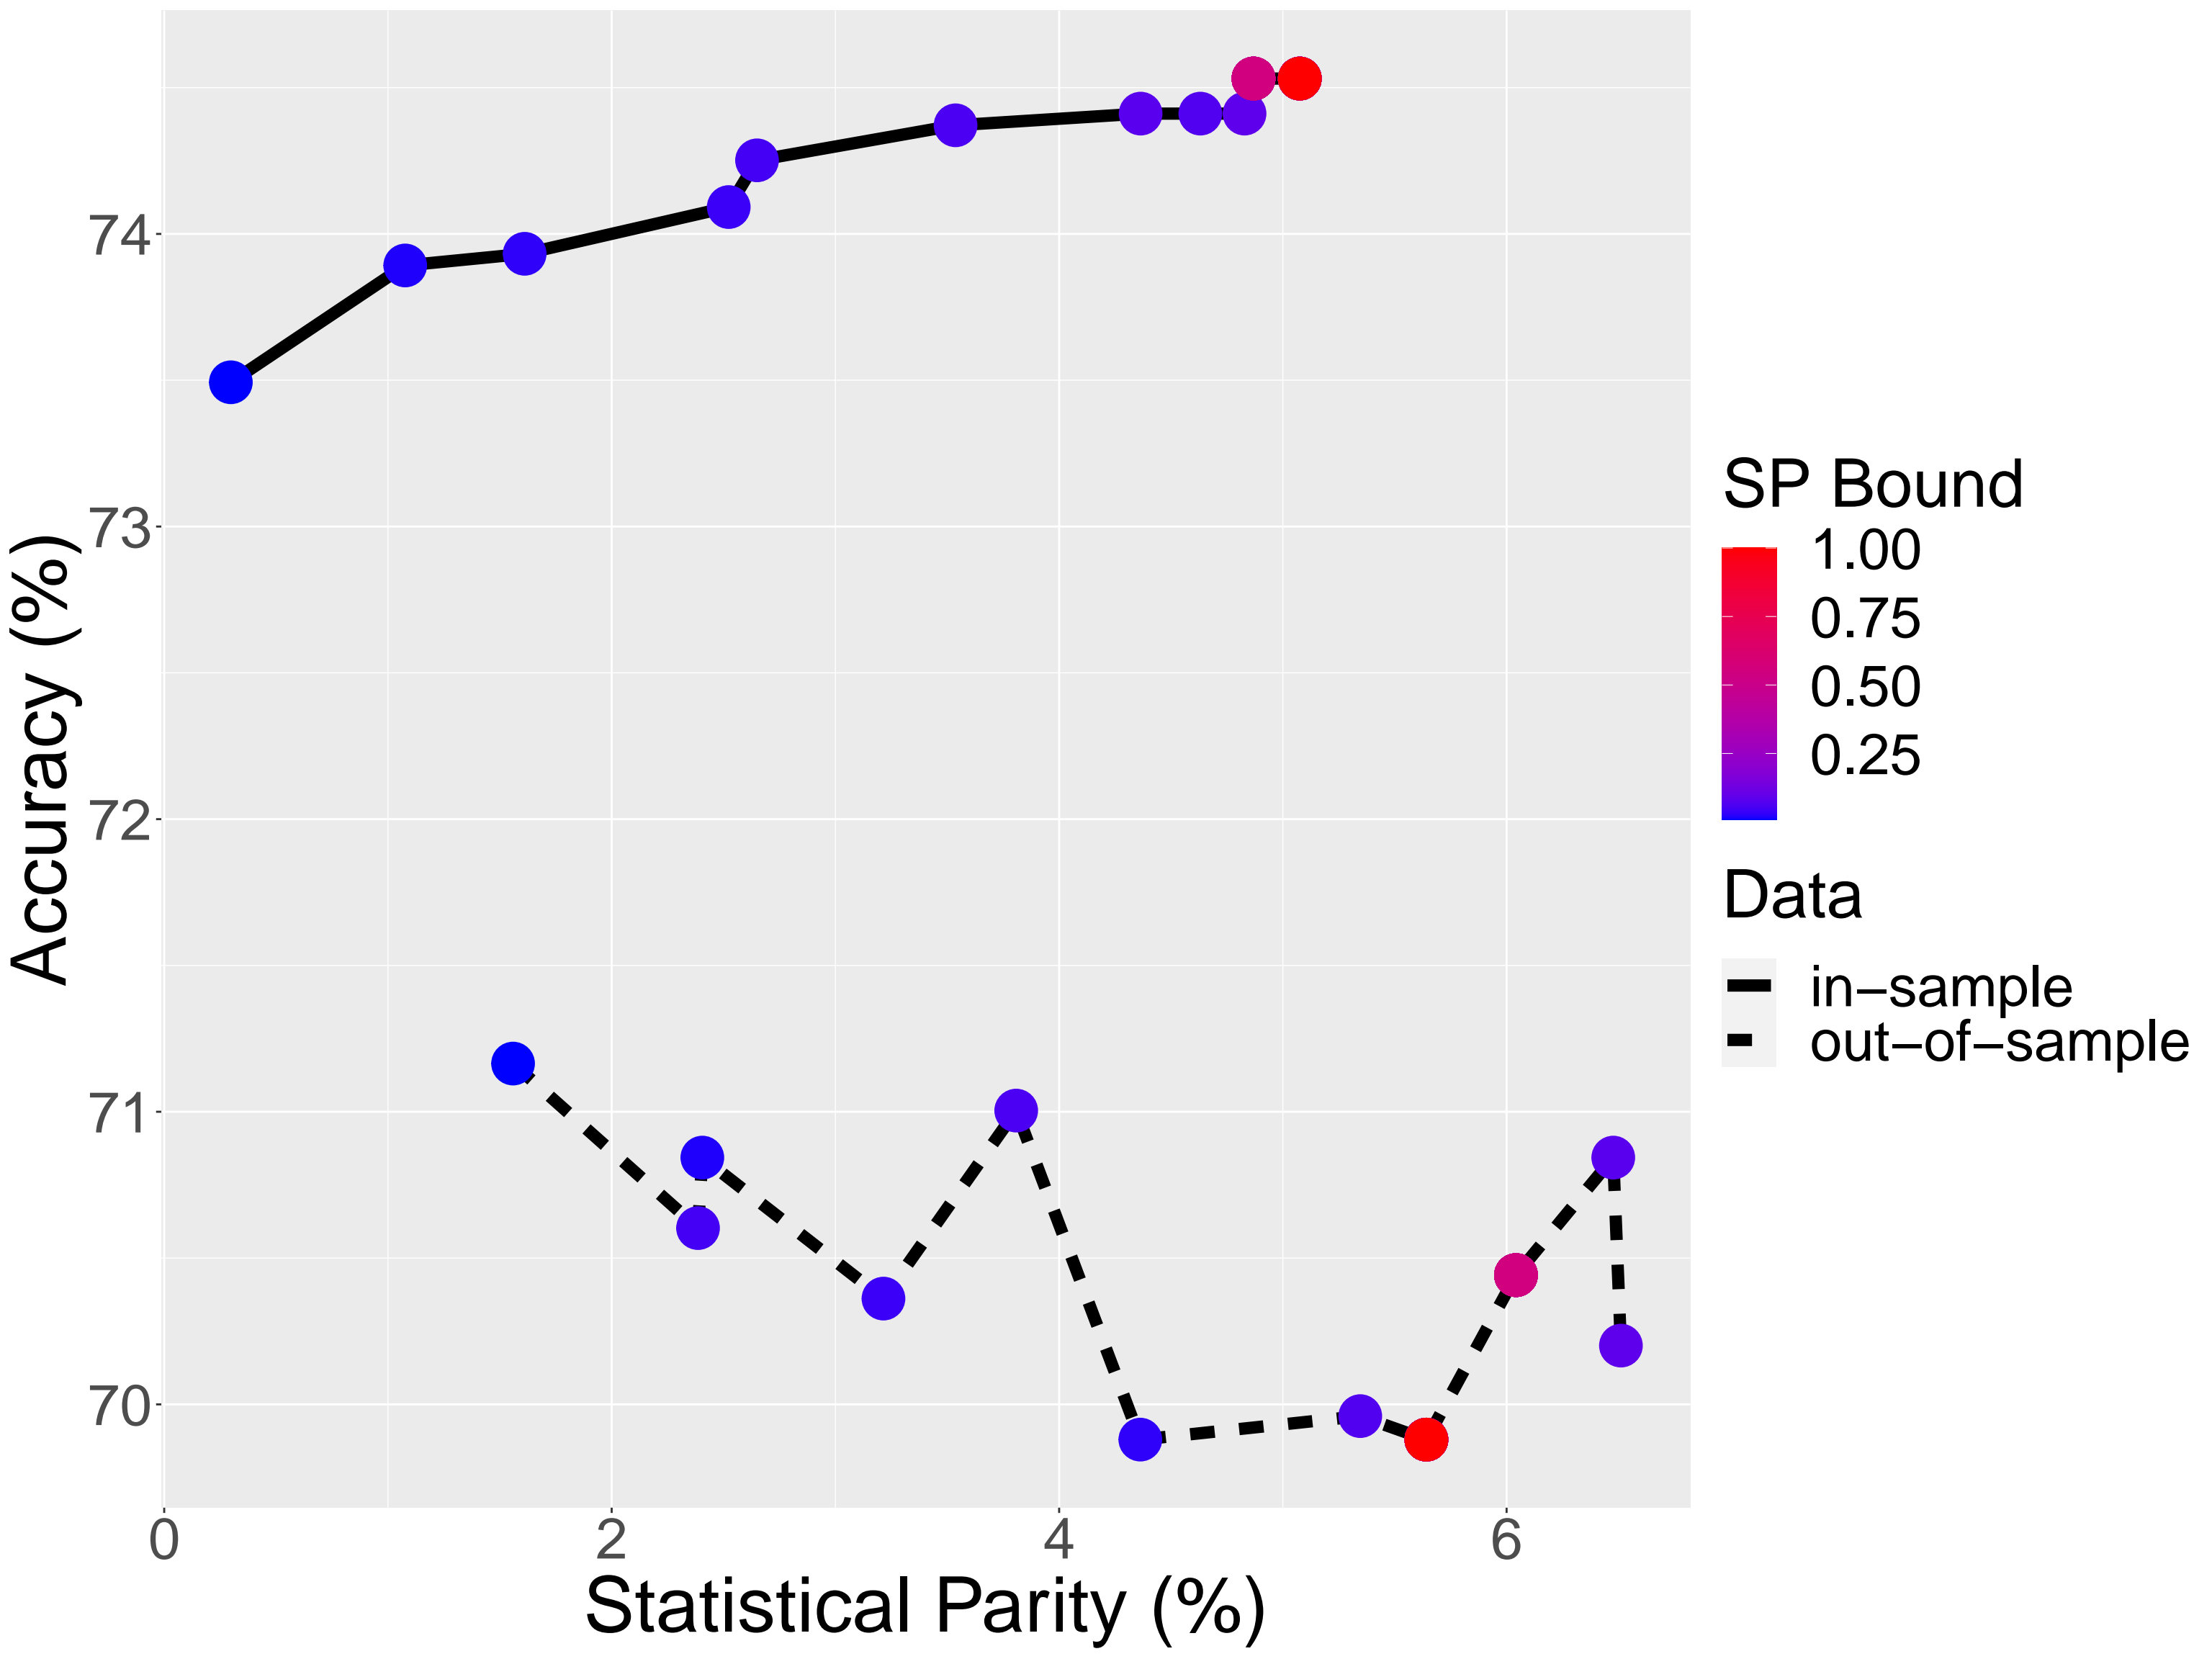 Accuracy (%)
74
73
72
71
70
0 2 4 6
Statistical Parity (%)
SP Bound
1.00
0.75
0.50
0.25
Data
in−sample
out−of−sample